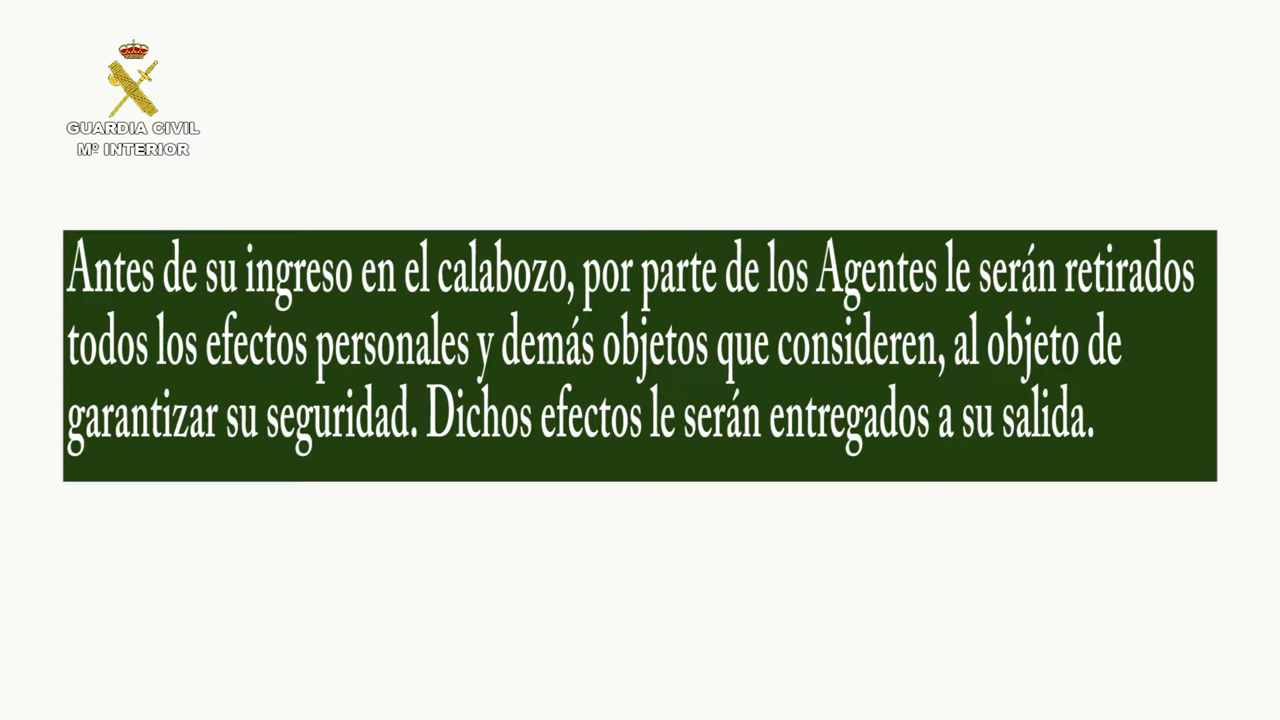 GUARDIA CIVIL
Mº INTERIOR
Antes de su ingreso en el calabozo, por parte de los Agentes le serán retirados
todos los efectos personales y demás objetos que consideren, al objeto de
garantizar su seguridad. Dichos efectos le serán entregados a su salida.